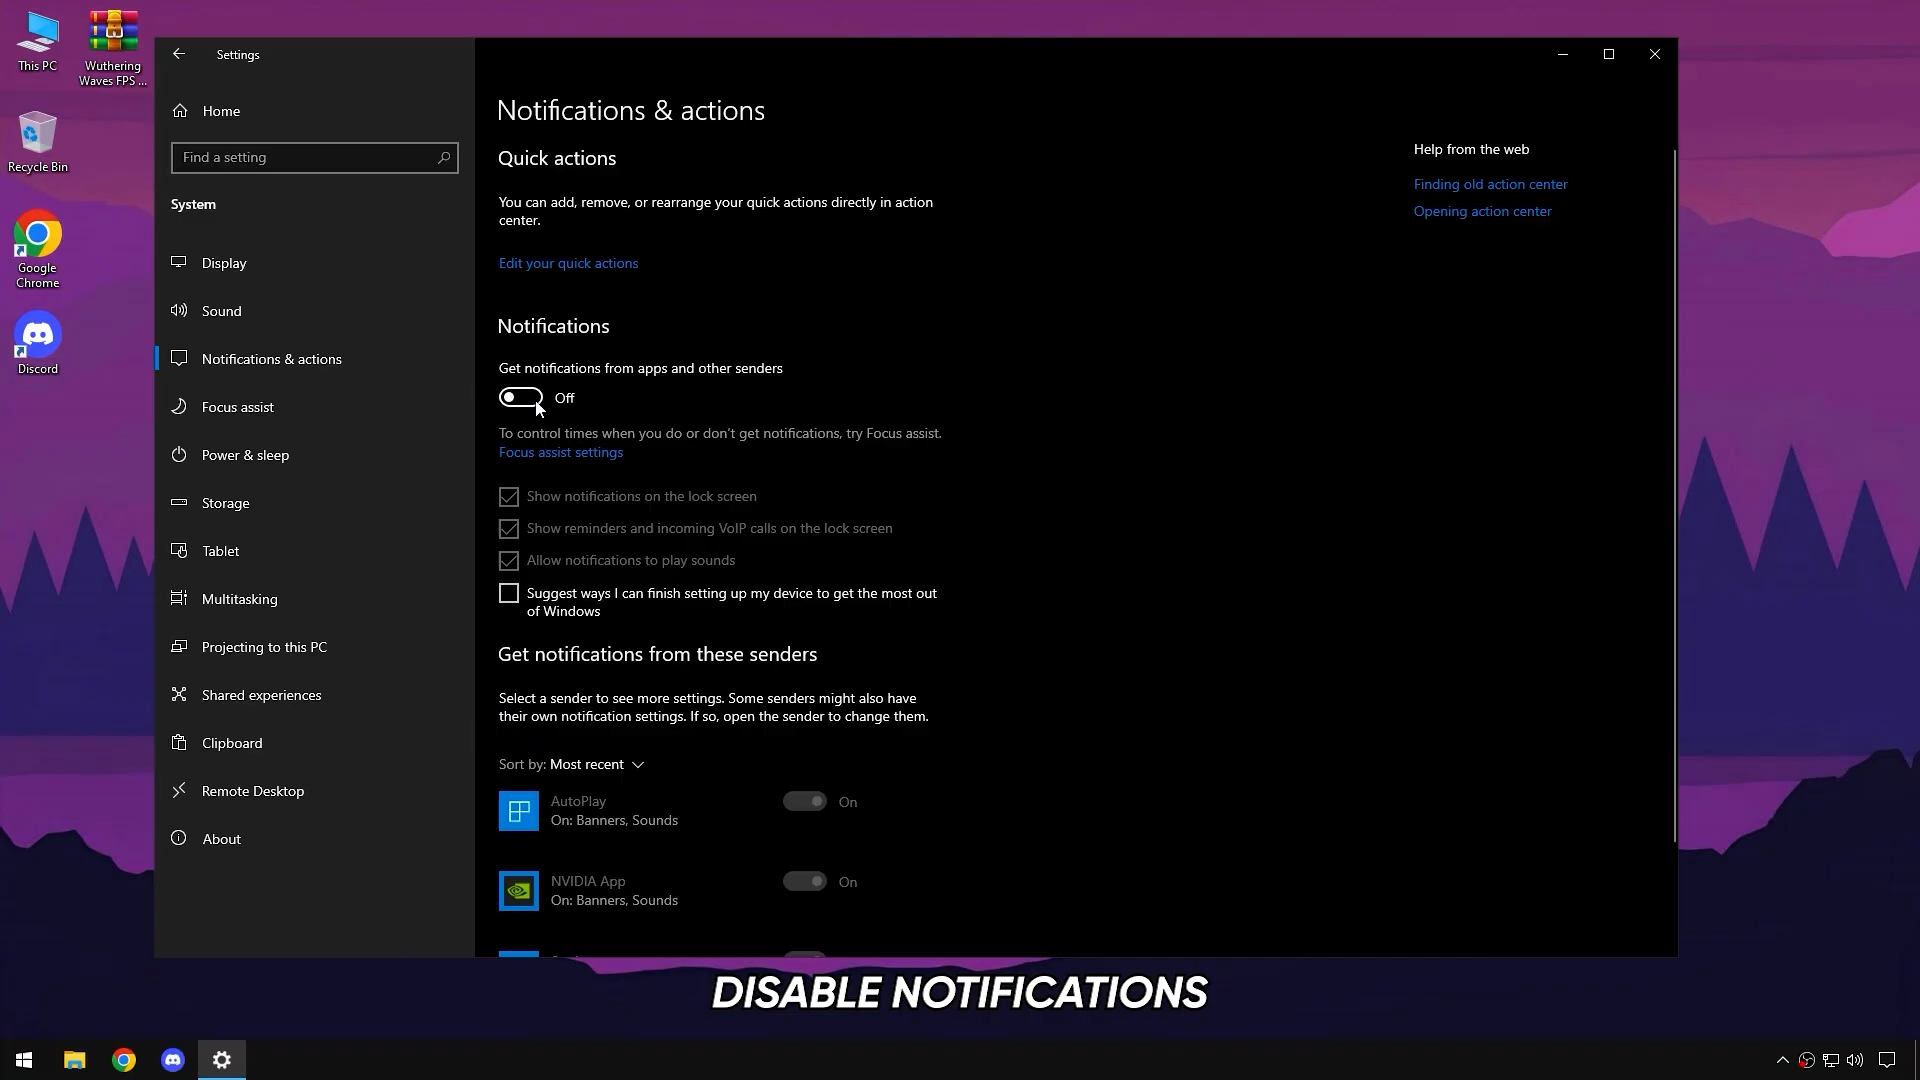 This PC
Wuthering
Waves FPS ...
Recycle Bin
Google
Chrome
Discord
Settings
Home
Find a setting
System
Display
Sound
Notifications & actions
Focus assist
Power & sleep
Storage
Tablet
Multitasking
Projecting to this PC
Shared experiences
Clipboard
Remote Desktop
About
Notifications & actions
Quick actions
You can add, remove, or rearrange your quick actions directly in action
center.
Edit your quick actions
Notifications
Get notifications from apps and other senders
Off
To control times when you do or don't get notifications, try Focus assist.
Focus assist settings
Show notifications on the lock screen
Show reminders and incoming VoIP calls on the lock screen
Allow notifications to play sounds
Suggest ways I can finish setting up my device to get the most out
of Windows
Get notifications from these senders
Select a sender to see more settings. Some senders might also have
their own notification settings. If so, open the sender to change them.
Sort by: Most recent
AutoPlay
On: Banners, Sounds
On
NVIDIA App
On: Banners, Sounds
On
Help from the web
Finding old action center
Opening action center
DISABLE NOTIFICATIONS